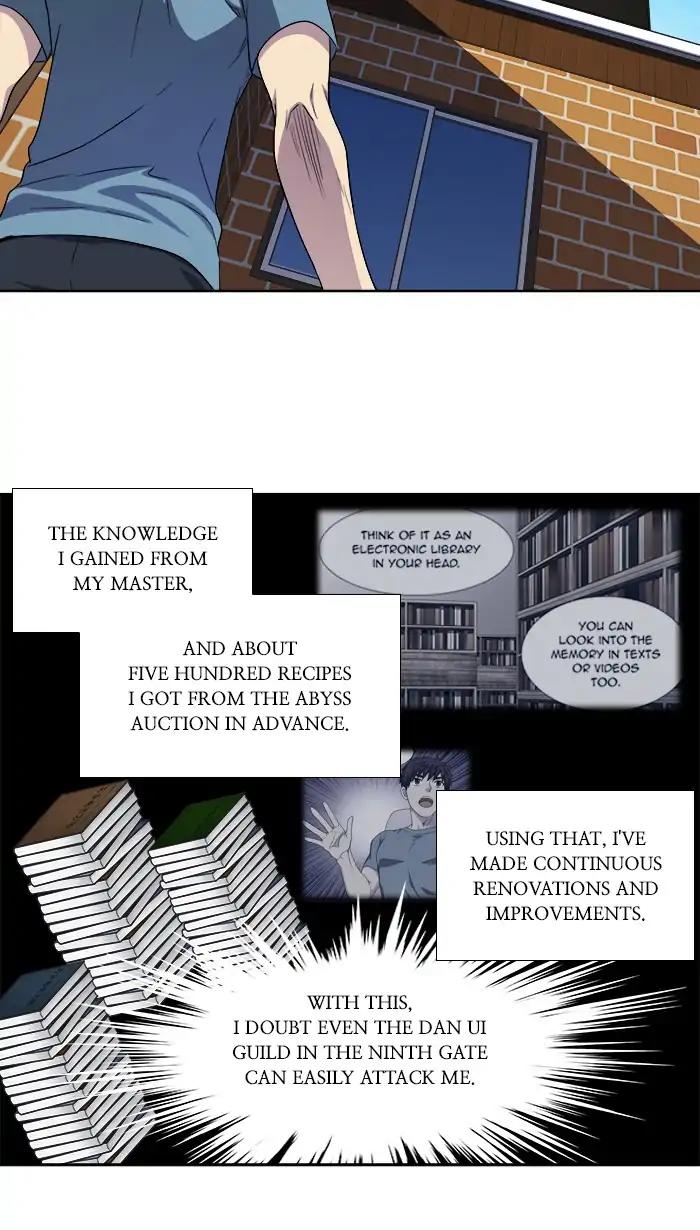 THINK OF IT AS AN
ELECTRONIC LIBRARY
IN YOUR HEAD.
YOU CAN
LOOK INTO THE
MEMORY IN TEXTS
OR VIDEOS
TOO.
THE KNOWLEDGE
I GAINED FROM
MY MASTER,
AND ABOUT
FIVE HUNDRED RECIPES
I GOT FROM THE ABYSS
AUCTION IN ADVANCE.
USING THAT, I'VE
MADE CONTINUOUS
RENOVATIONS AND
IMPROVEMENTS.
WITH THIS,
I DOUBT EVEN THE DAN UI
GUILD IN THE NINTH GATE
CAN EASILY ATTACK ME.